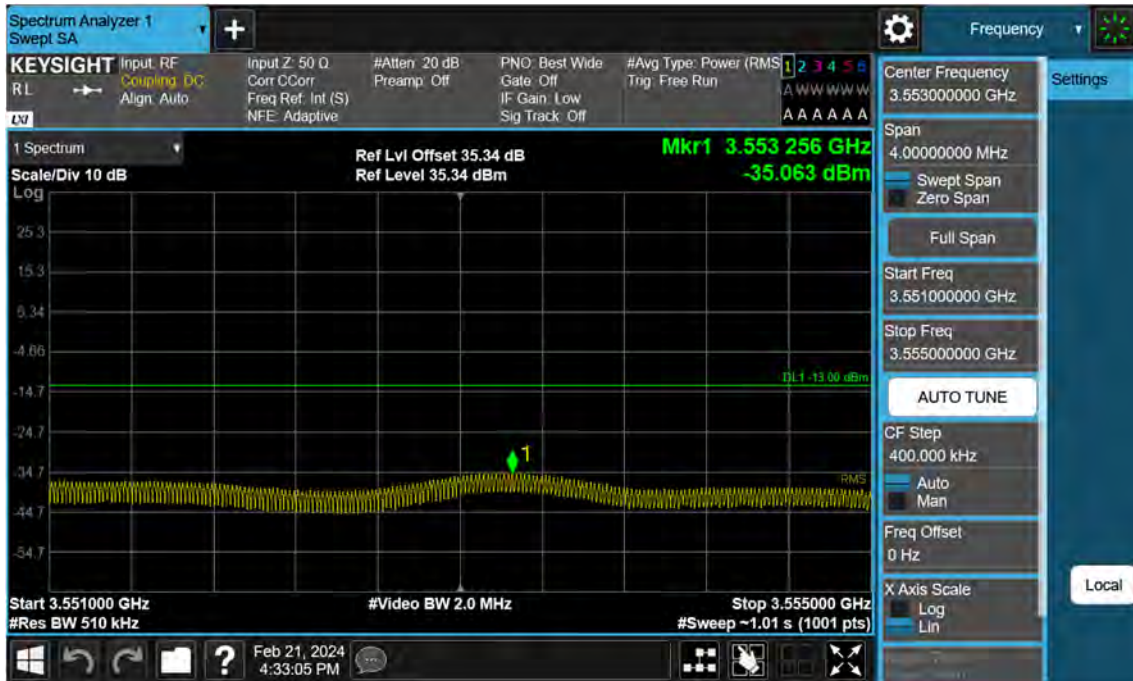 Spectrum Analyzer 1
Swept SA
Frequency
KEYSIGHT
RL
LXI
Input: RF
Coupling: DC
Align: Auto
Input Z: 50 Ω
Corr CCorr
Freq Ref: Int (S)
NFE: Adaptive
#Atten: 20 dB
Preamp: Off
PNO: Best Wide
Gate: Off
IF Gain: Low
Sig Track: Off
#Avg Type: Power (RMS
Trig: Free Run
1 2 3 4 5 6
A W W W W W
A A A A A A
1 Spectrum
Scale/Div 10 dB
Log
Ref Lvl Offset 35.34 dB
Ref Level 35.34 dBm
Mkr1 3.553 256 GHz
-35.063 dBm
25.3
15.3
5.34
-4.66
DL1 -13.00 dBm
-14.7
-24.7
1
-34.7
RMS
-44.7
-54.7
Start 3.551000 GHz
#Res BW 510 kHz
#Video BW 2.0 MHz
Stop 3.555000 GHz
#Sweep ~1.01 s (1001 pts)
Center Frequency
3.553000000 GHz
Span
4.00000000 MHz
Swept Span
Zero Span
Full Span
Start Freq
3.551000000 GHz
Stop Freq
3.555000000 GHz
AUTO TUNE
CF Step
400.000 kHz
Auto
Man
Freq Offset
0 Hz
X Axis Scale
Log
Lin
Settings
Local
?
Feb 21, 2024
4:33:05 PM